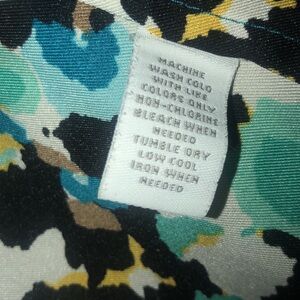 MACHINE
WASH COLD
WITH LIKE
COLORS ONLY
NON-CHLORINE
BLEACH WHEN
NEEDED
TUMBLE DRY
LOW COOL
IRON WHEN
NEEDED